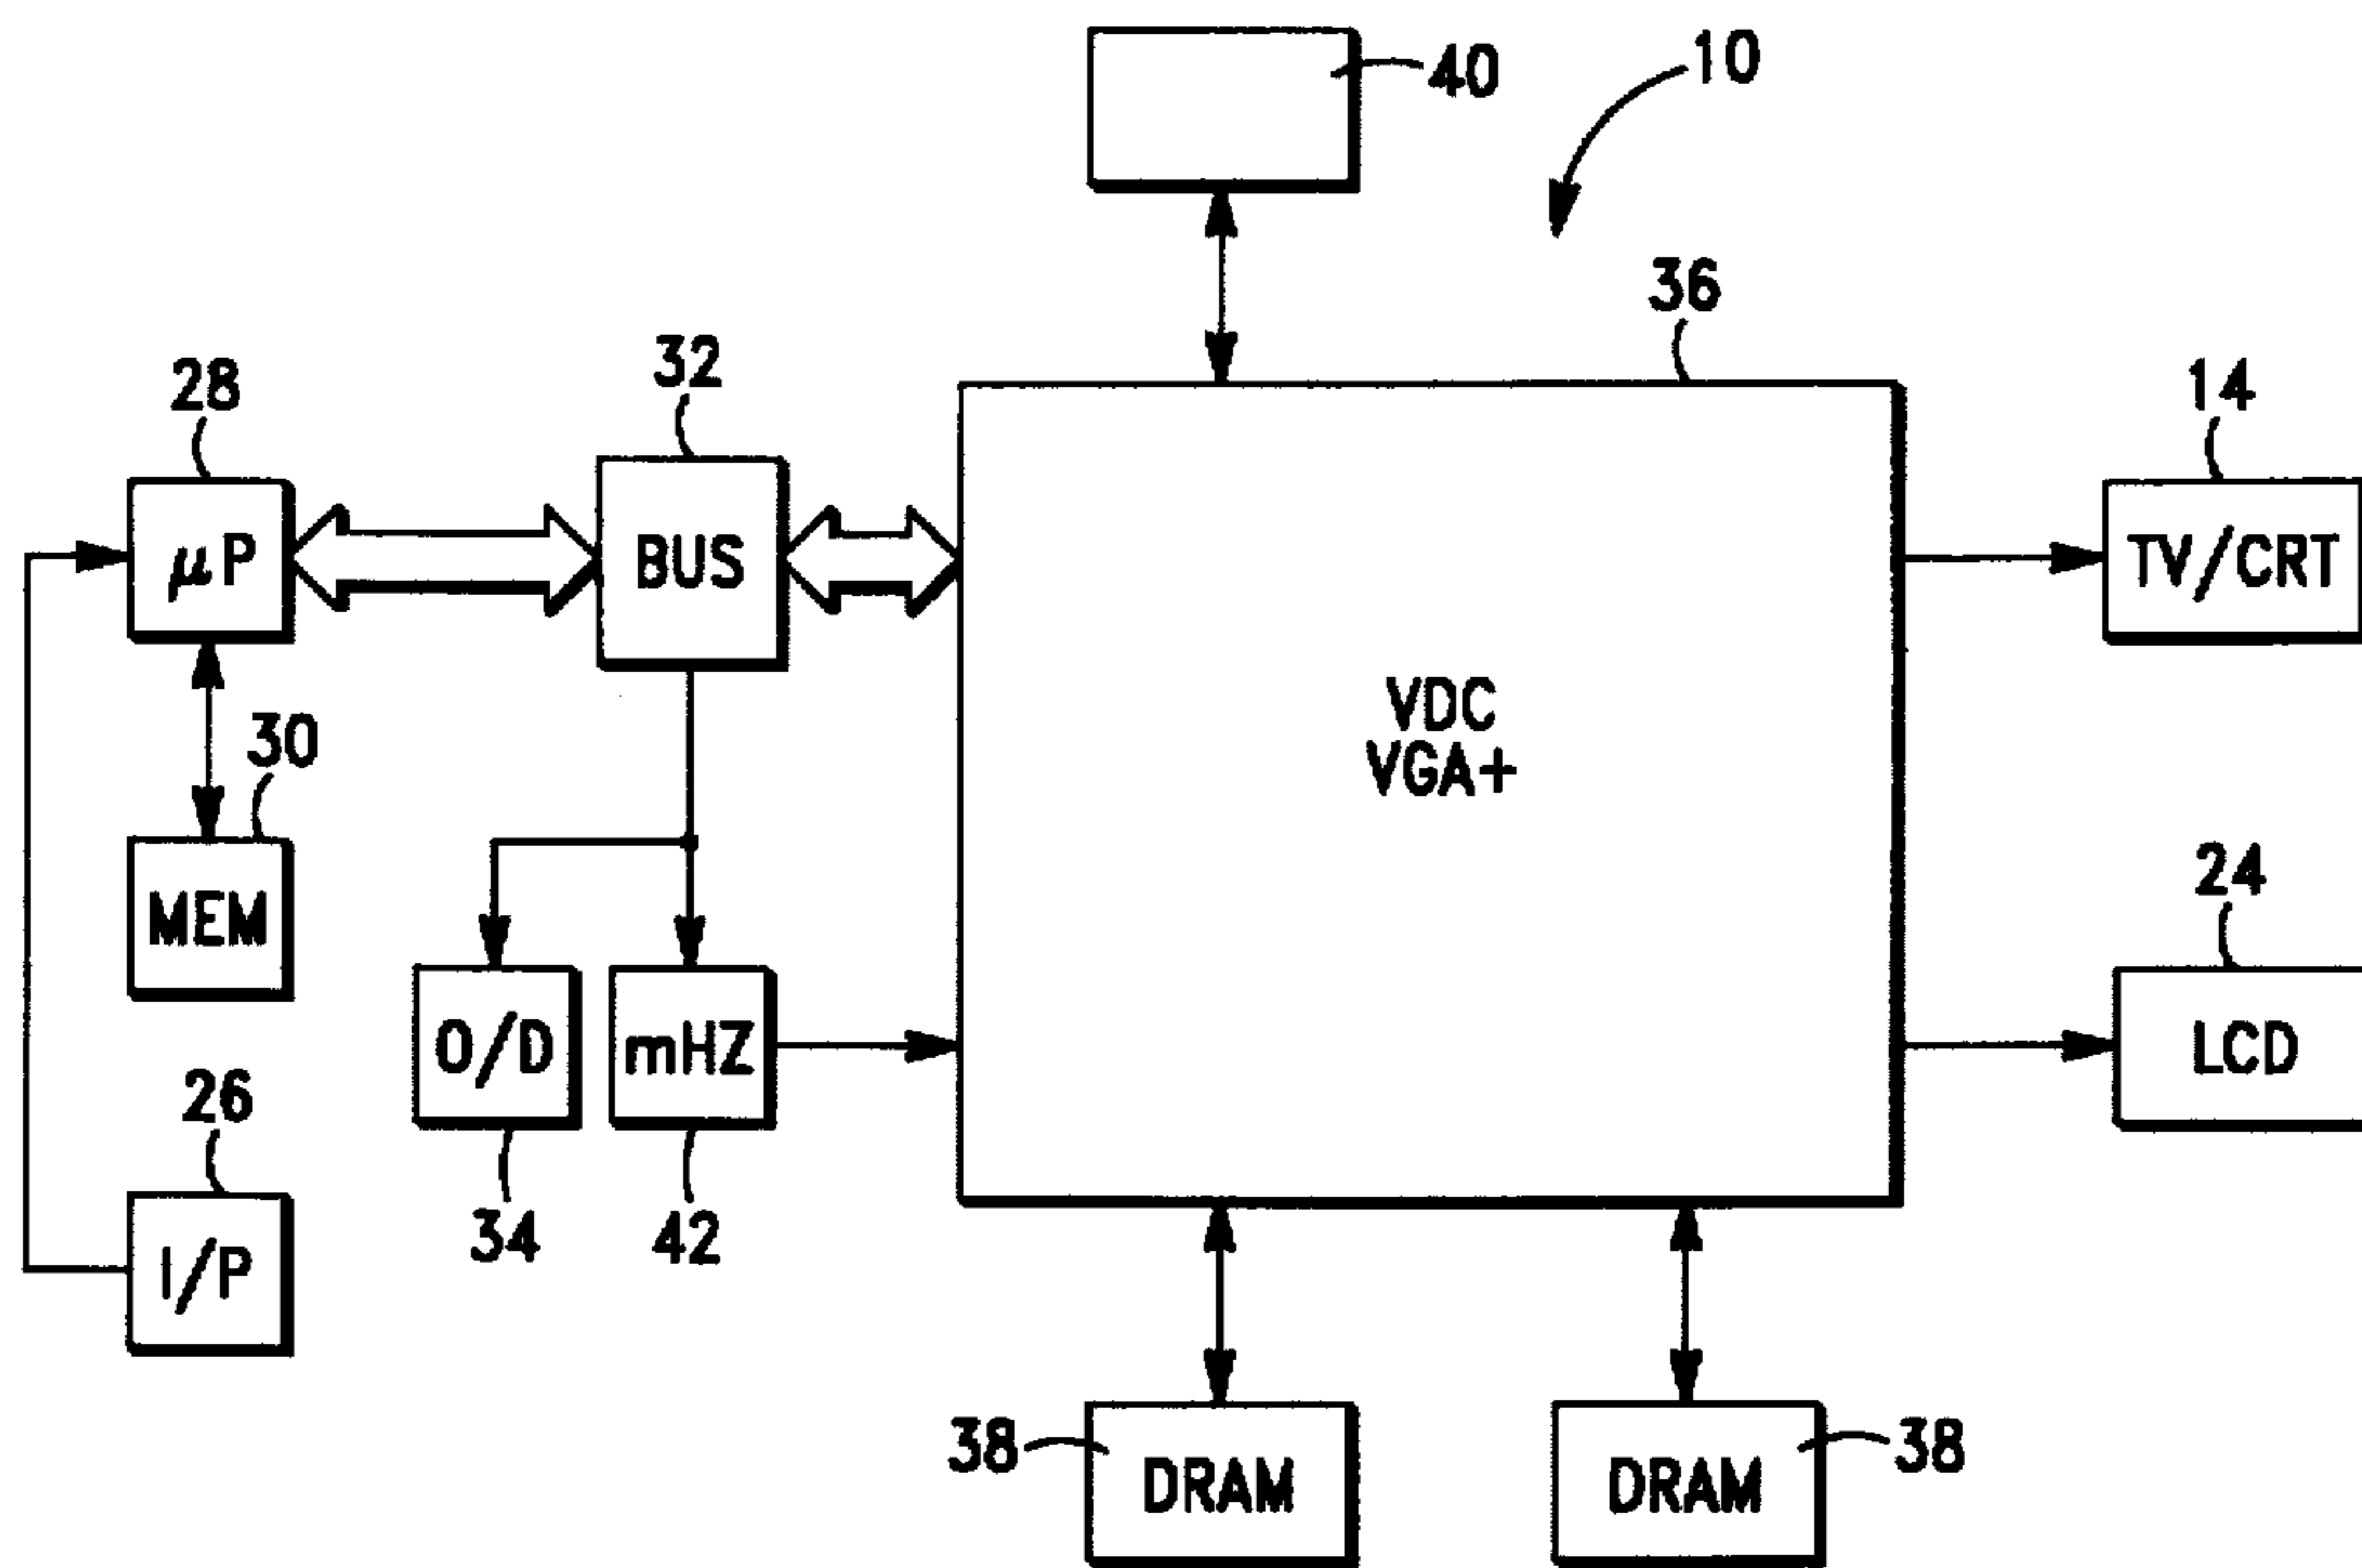 40
10
36
32
28
14
µP
BUS
TV/CRT
VDC
VGA+
30
24
MEM
O/D
mHZ
LCD
26
34
42
I/P
38
DRAM
DRAM
38